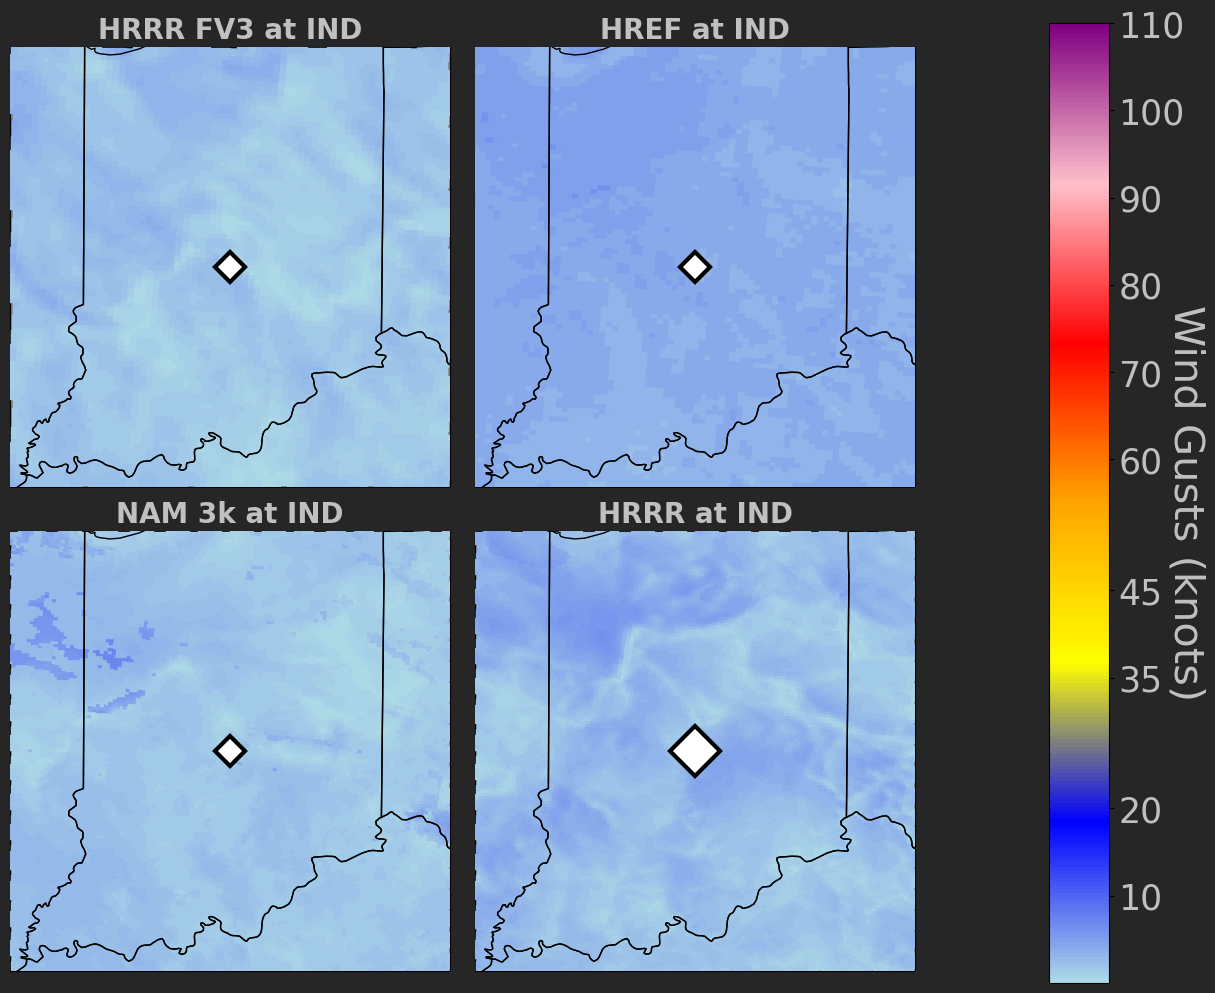 HRRR FV3 at IND
HREF at IND
NAM 3k at IND
HRRR at IND
110
100
90
80
70
60
45
35
20
10
Wind Gusts (knots)